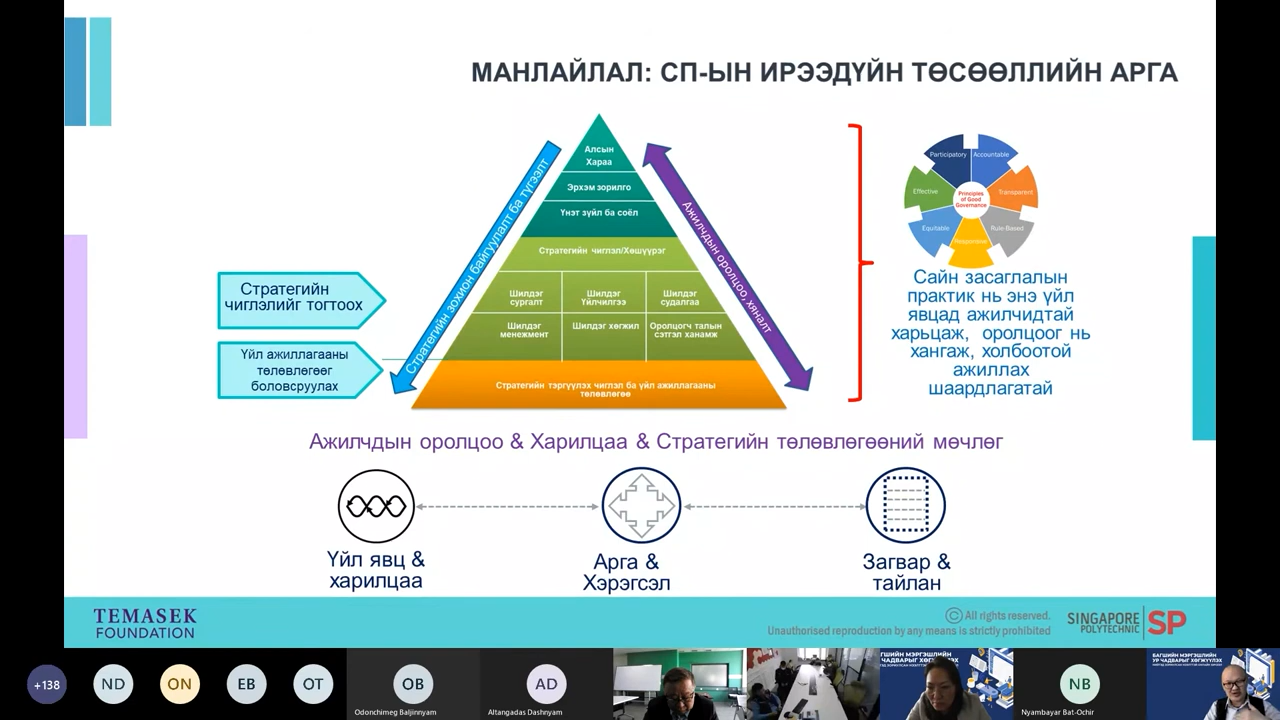 МАНЛАЙЛАЛ: СП-ЫН ИРЭЭДҮЙН ТӨСӨӨЛЛИЙН АРГА
Алсын
Хараа
Эрхэм зорилго
Үнэт зүйл ба соёл
Стратегийн чиглэл/Хөшүүрэг
Шилдэг
сургалт
Шилдэг
Үйлчилгээ
Шилдэг
судалгаа
Шилдэг
менежмент
Шилдэг хөгжил
Оролцогч талын
сэтгэл ханамж
Стратегийн тэргүүлэх чиглэл ба үйл ажиллагааны
төлөвлөгөө
Стратегийн зохион байгуулалт ба түгээлт
Ажилчдын оролцоо, хяналт
Стратегийн
чиглэлийг тогтоох
Үйл ажиллагааны
төлөвлөгөөг
боловсруулах
Participatory
Accountable
Effective
Transparent
Principles
of Good
Governance
Equitable
Rule-Based
Responsive
Сайн засаглалын
практик нь энэ үйл
явцад ажилчидтай
харьцаж, оролцоог нь
хангаж, холбоотой
ажиллах
шаардлагатай
Ажилчдын оролцоо & Харилцаа & Стратегийн төлөвлөгөөний мөчлөг
Үйл явц &
харилцаа
Арга &
Хэрэгсэл
Загвар &
тайлан
TEMASEK
FOUNDATION
© All rights reserved.
Unauthorised reproduction by any means is strictly prohibited
SINGAPORE
POLYTECHNIC
SP
+138
ND
ON
EB
OT
OB
Odonchimeg Baljinnyam
AD
Altangadas Dashnyam
NB
Nyambayar Bat-Ochir
БАГШИЙН МЭРГЭШЛИЙН
УР ЧАДВАРЫГ ХӨГЖҮҮЛЭХ